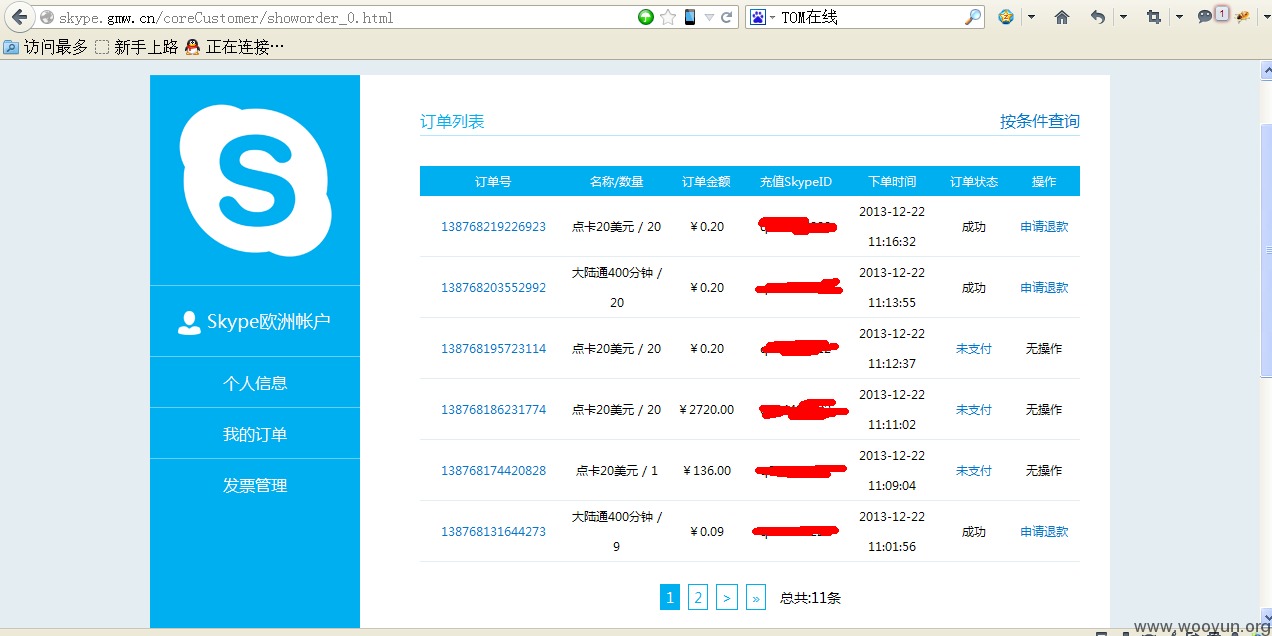 skype.gmw.cn/coreCustomer/showorder_0.html
TOM在线
1
访问最多 新手上路 正在连接…
订单列表 按条件查询
订单号 名称/数量 订单金额 充值SkypeID 下单时间 订单状态 操作
138768219226923 点卡20美元 / 20 ￥0.20 2013-12-22 11:16:32 成功 申请退款
138768203552992 大陆通400分钟 / 20 ￥0.20 2013-12-22 11:13:55 成功 申请退款
138768195723114 点卡20美元 / 20 ￥0.20 2013-12-22 11:12:37 未支付 无操作
138768186231774 点卡20美元 / 20 ￥2720.00 2013-12-22 11:11:02 未支付 无操作
138768174420828 点卡20美元 / 1 ￥136.00 2013-12-22 11:09:04 未支付 无操作
138768131644273 大陆通400分钟 / 9 ￥0.09 2013-12-22 11:01:56 成功 申请退款
1 2 > » 总共:11条
S
Skype欧洲帐户
个人信息
我的订单
发票管理
www.wooyun.org